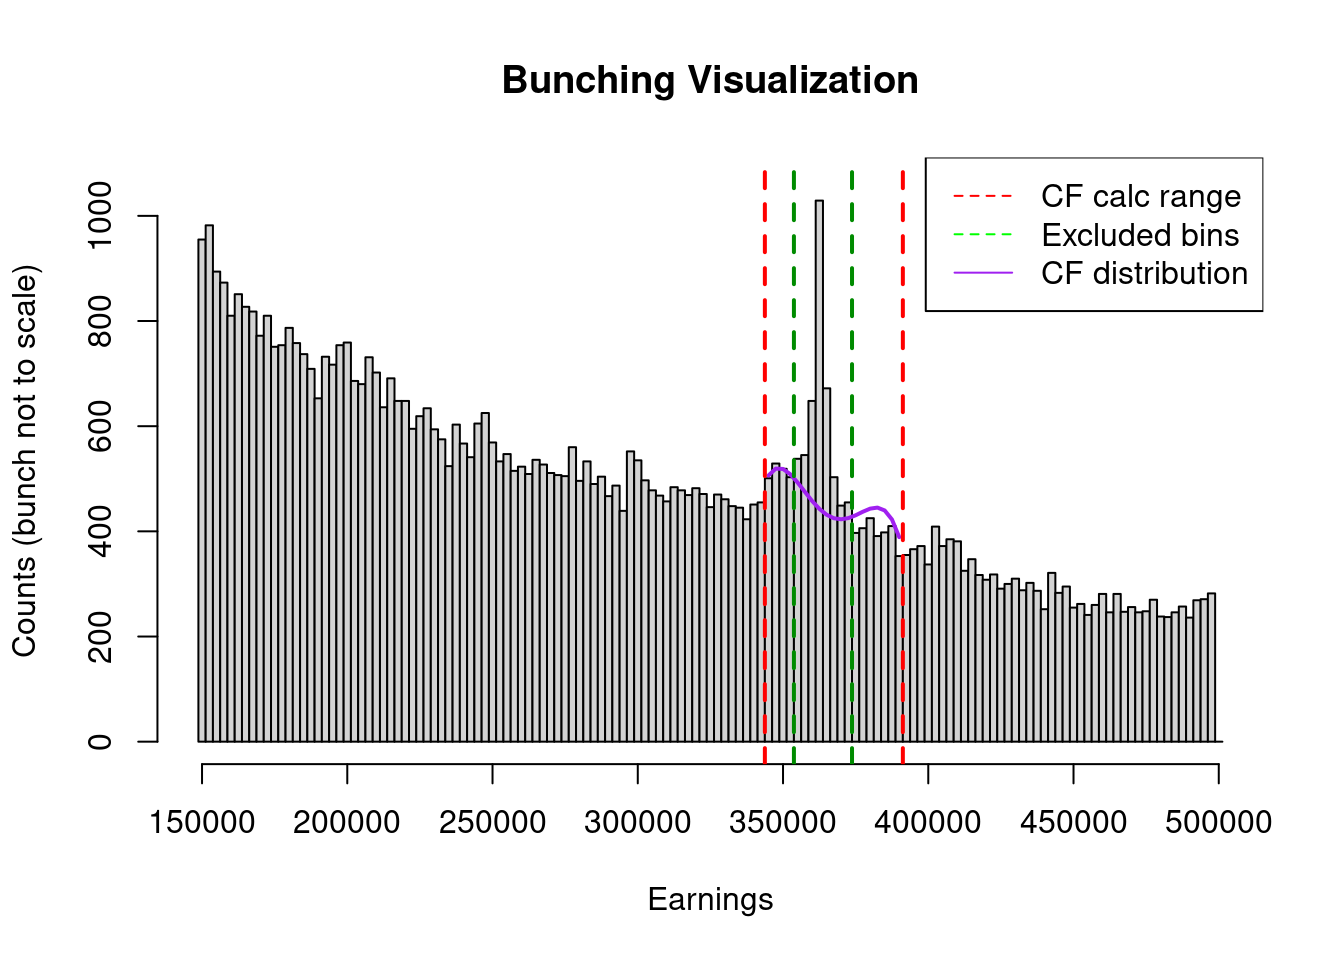 Bunching Visualization
CF calc range
Excluded bins
CF distribution
Counts (bunch not to scale)
1000
800
600
400
200
0
150000 200000 250000 300000 350000 400000 450000 500000
Earnings